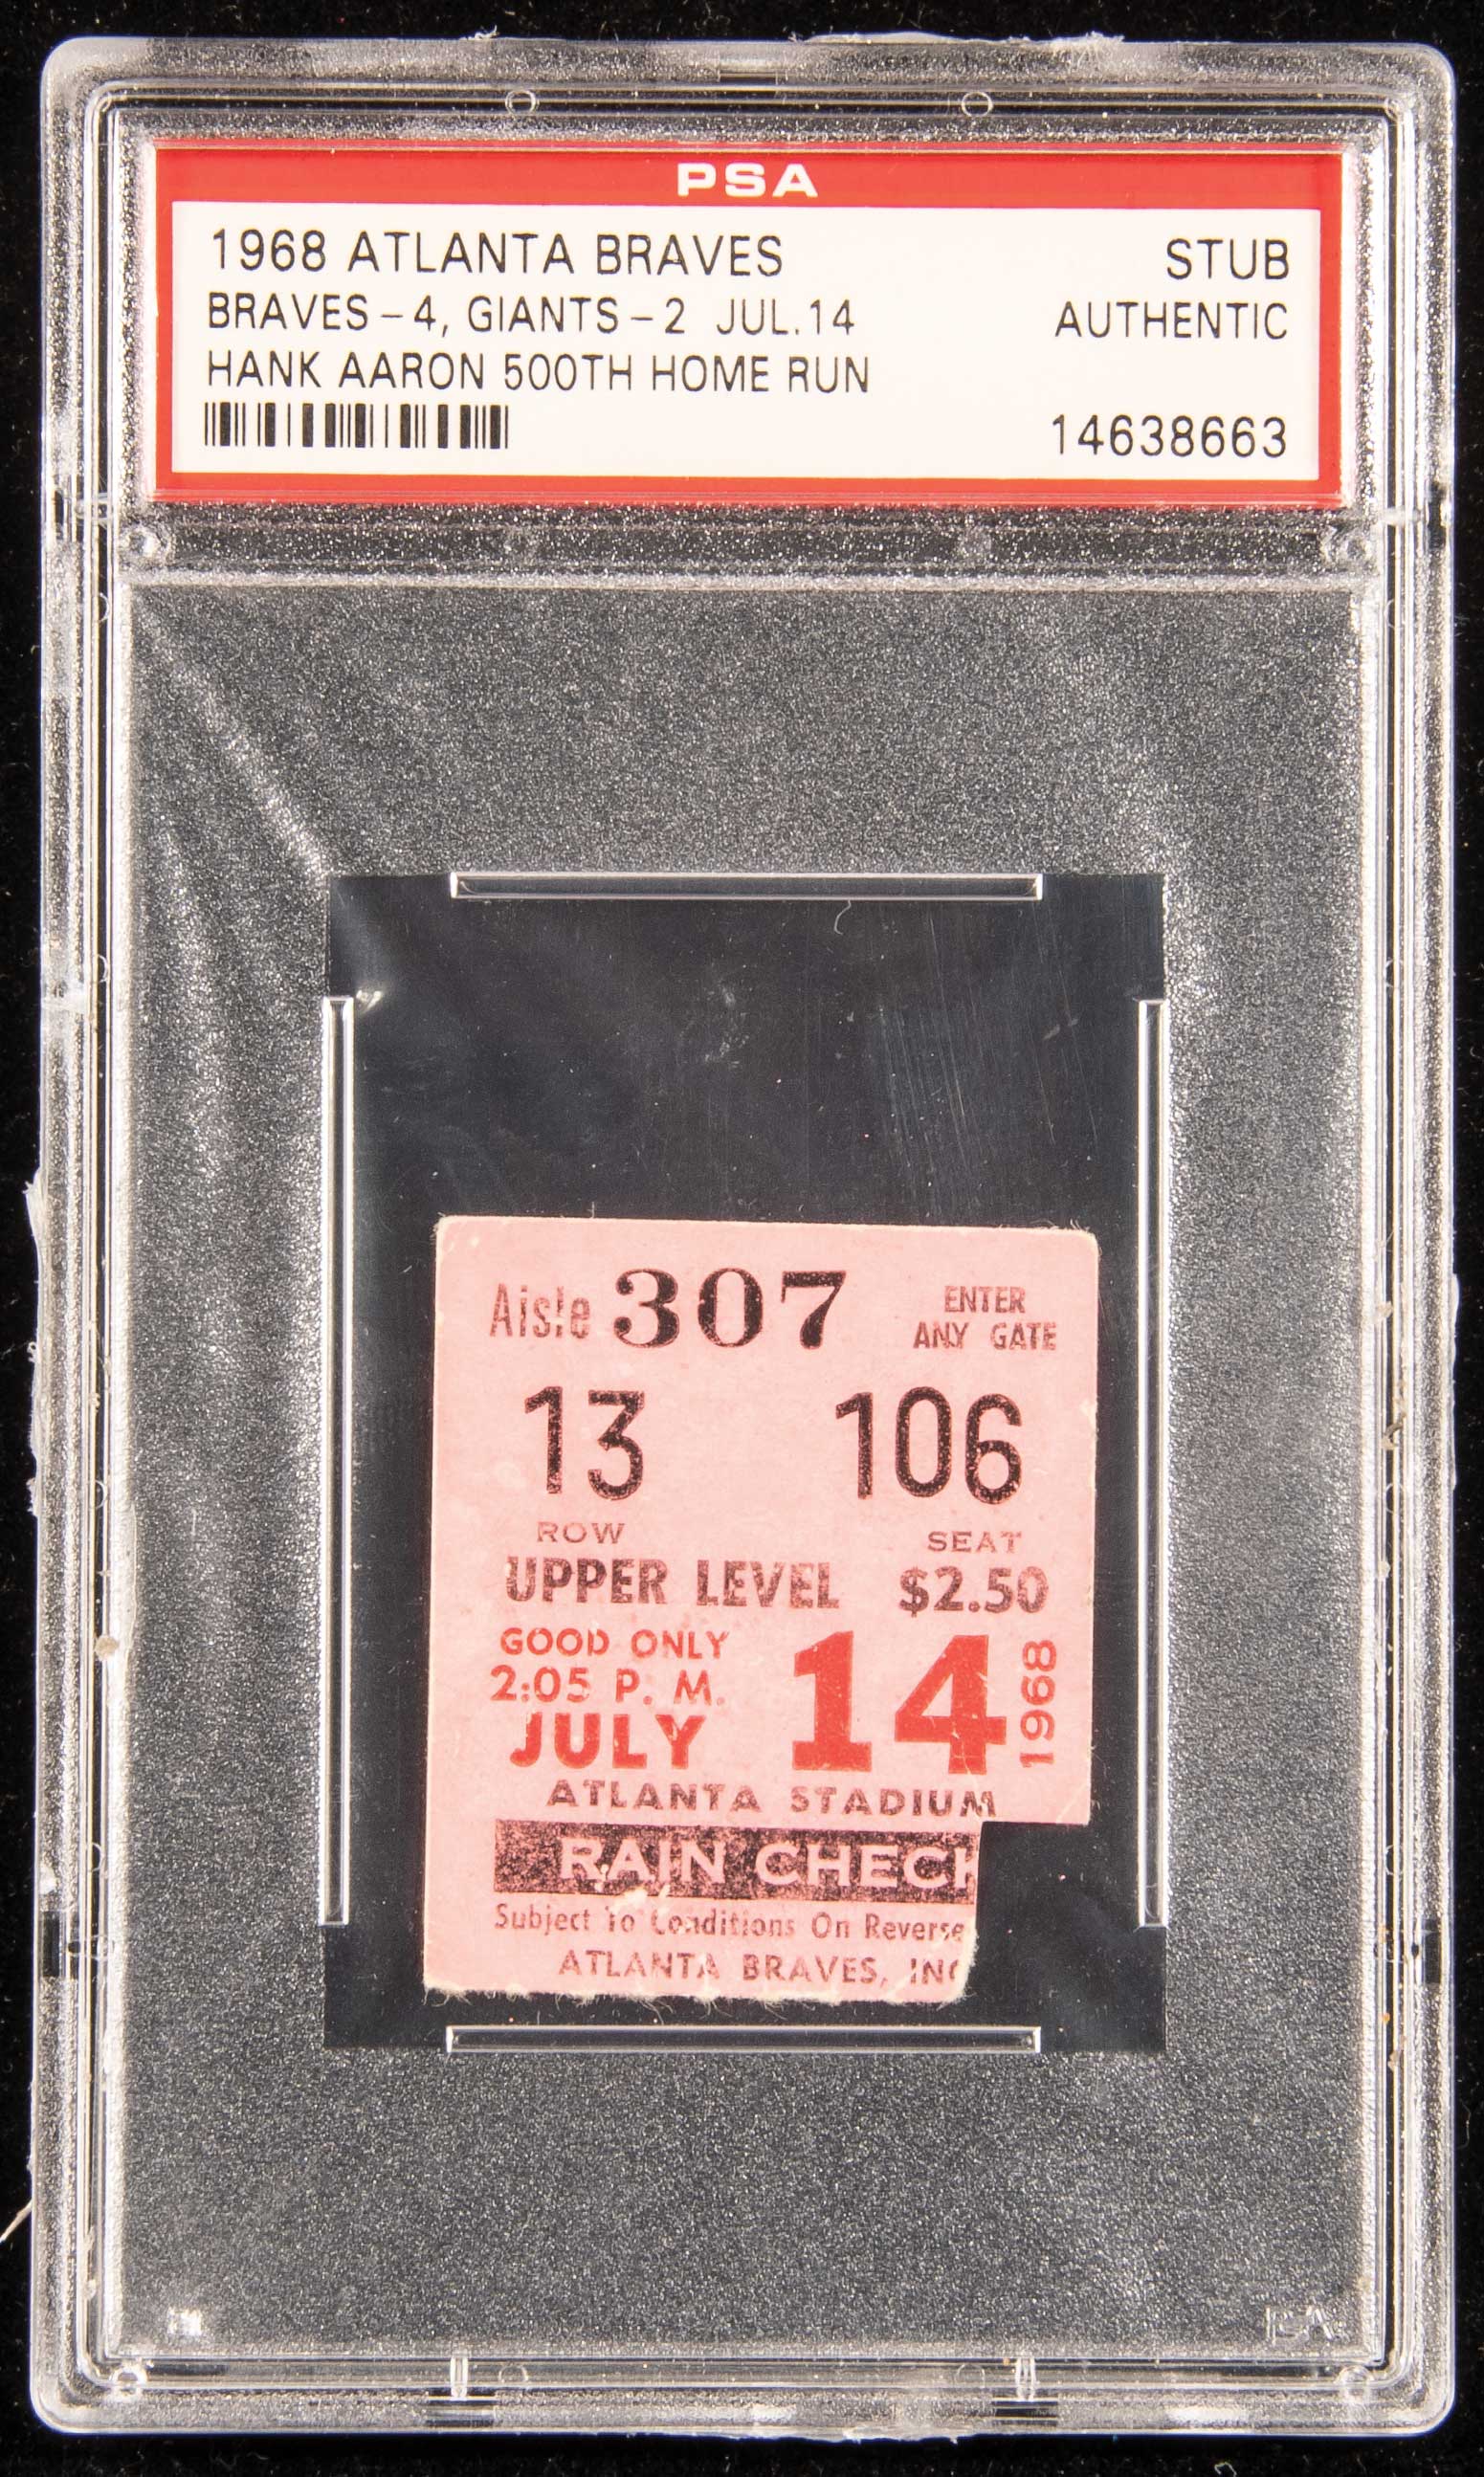 PSA
1968 ATLANTA BRAVES STUB
BRAVES-4, GIANTS-2 JUL.14 AUTHENTIC
HANK AARON 500TH HOME RUN
14638663
Aisle 307 ENTER
ANY GATE
13 106
ROW SEAT
UPPER LEVEL $2.50
GOOD ONLY
2:05 P. M.
JULY 14 1968
ATLANTA STADIUM
RAIN CHECK
Subject To Conditions On Reverse
ATLANTA BRAVES, INC
PSA